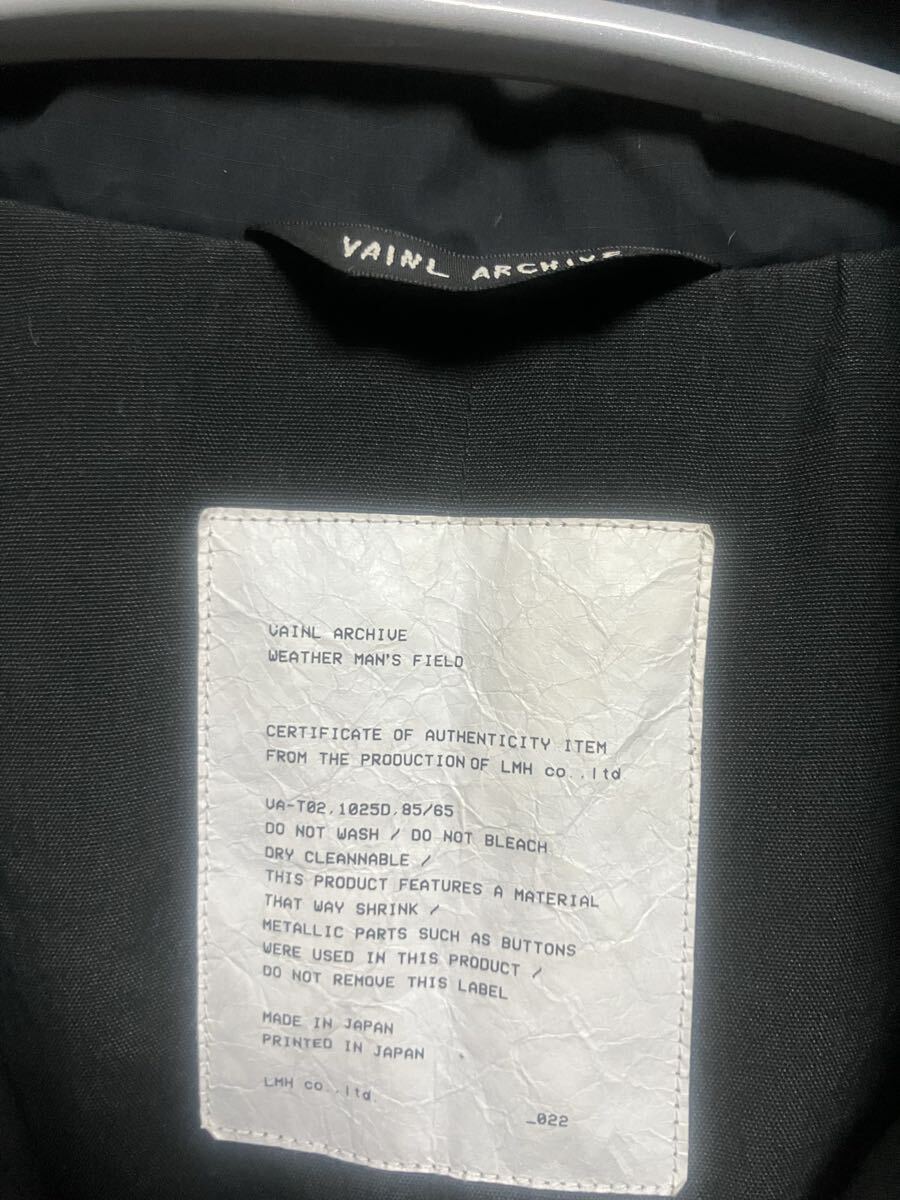 VAINL ARCHIVE
VAINL ARCHIVE
WEATHER MAN'S FIELD
CERTIFICATE OF AUTHENTICITY ITEM
FROM THE PRODUCTION OF LMH co.,ltd
VA-T02,1025D,85/65
DO NOT WASH / DO NOT BLEACH
DRY CLEANNABLE /
THIS PRODUCT FEATURES A MATERIAL
THAT WAY SHRINK /
METALLIC PARTS SUCH AS BUTTONS
WERE USED IN THIS PRODUCT /
DO NOT REMOVE THIS LABEL
MADE IN JAPAN
PRINTED IN JAPAN
LMH co.,ltd.
_022